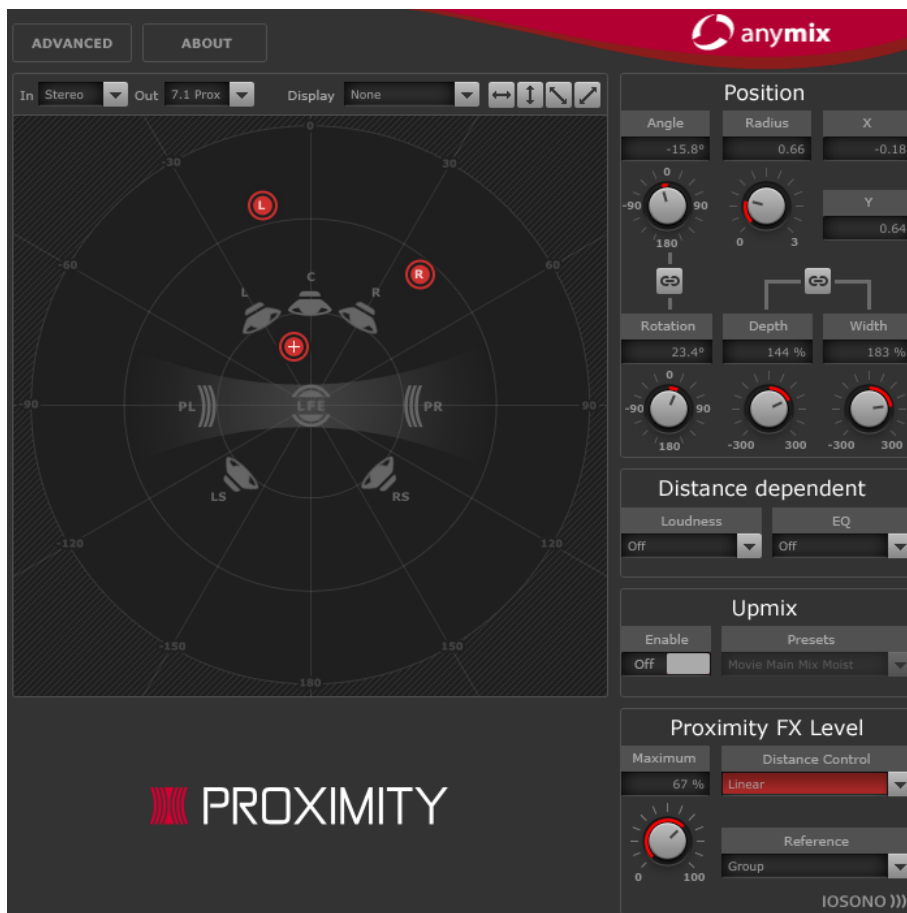 ADVANCED ABOUT anymix
In Stereo Out 7.1 Prox Display None
0
-30 30
L
R
-60 60
C
L R
-90 PL LFE PR 90
LS RS
-120 120
-150 150
180
PROXIMITY
Position
Angle Radius X
-15.8° 0.66 -0.18
0
-90 90 Y
180 0 3 0.64
Rotation Depth Width
23.4° 144 % 183 %
0
-90 90
180 -300 300 -300 300
Distance dependent
Loudness EQ
Off Off
Upmix
Enable Presets
Off Movie Main Mix Moist
Proximity FX Level
Maximum Distance Control
67 % Linear
Reference
0 100 Group
IOSONO